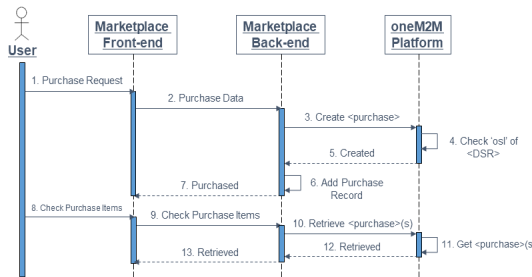 User
Marketplace
Front-end
Marketplace
Back-end
oneM2M
Platform
1. Purchase Request
2. Purchase Data
3. Create <purchase>
4. Check 'osl' of
<DSR>
5. Created
6. Add Purchase
Record
7. Purchased
8. Check Purchase Items
9. Check Purchase Items
10. Retrieve <purchase>(s)
11. Get <purchase>(s
12. Retrieved
13. Retrieved